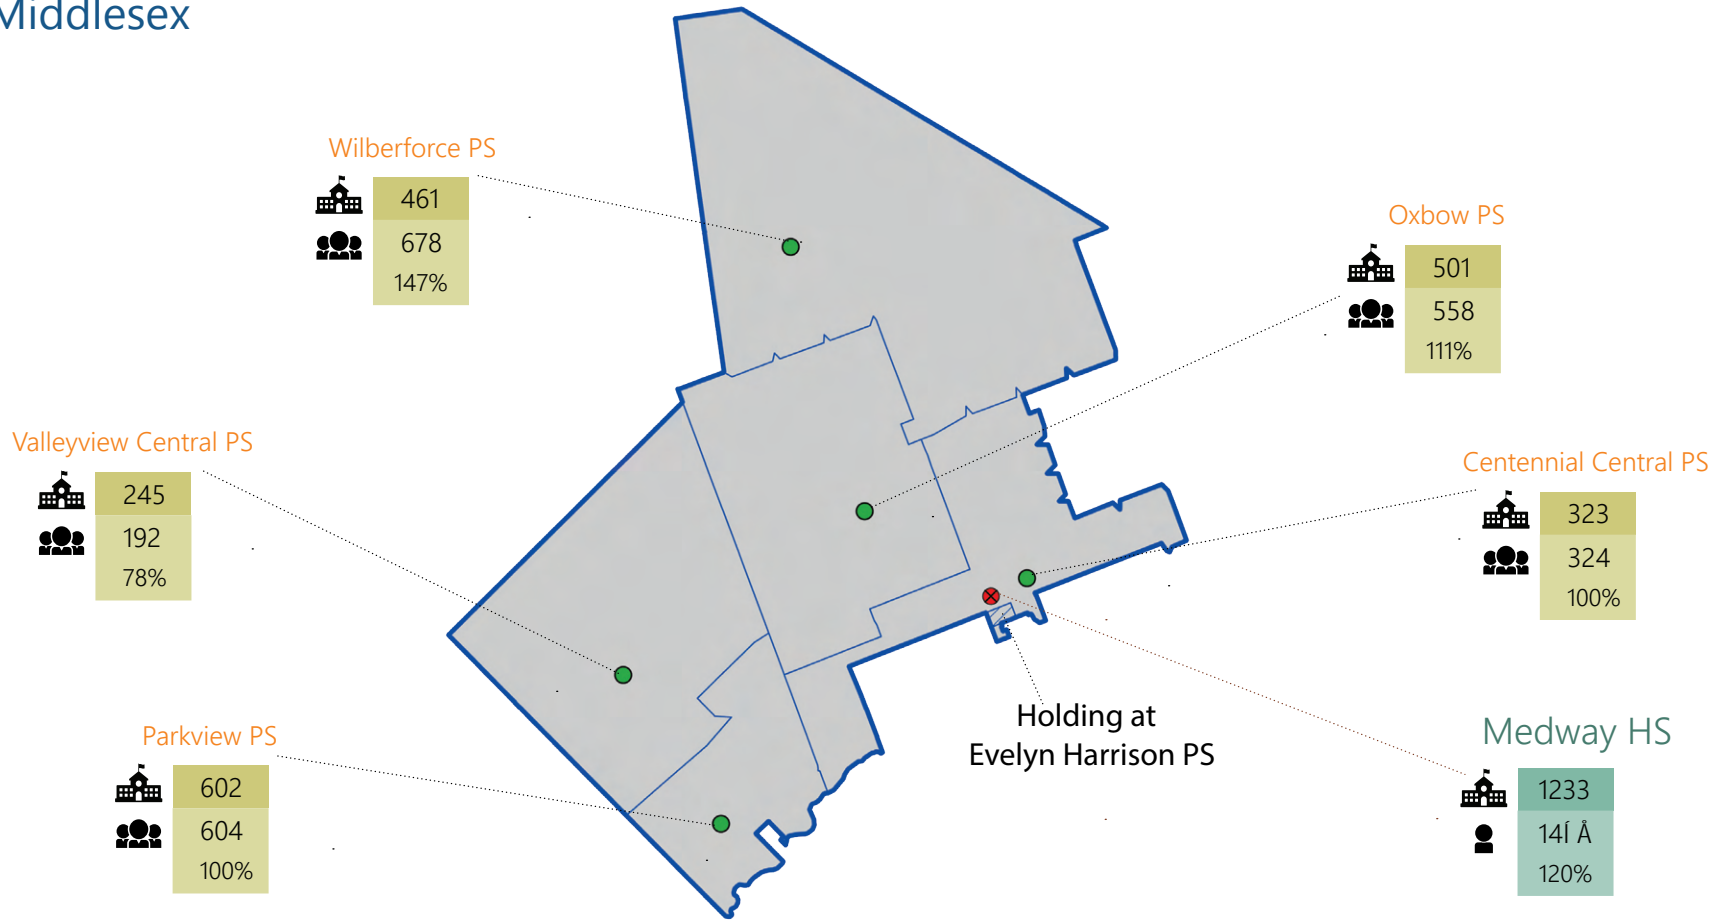 Middlesex
Wilberforce PS
461
678
147%
Oxbow PS
501
558
111%
Valleyview Central PS
245
192
78%
Centennial Central PS
323
324
100%
Holding at
Evelyn Harrison PS
Parkview PS
602
604
100%
Medway HS
1233
14Í Å
120%